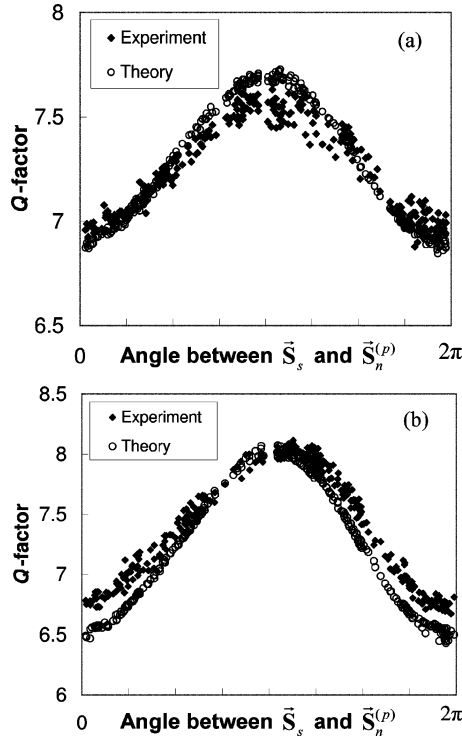 8
Experiment
(a)
Theory
7.5
Q-factor
7
6.5
0
Angle between S⃗s and S⃗n(p)
2π
8.5
Experiment
(b)
Theory
8
7.5
Q-factor
7
6.5
6
0
Angle between S⃗s and S⃗n(p)
2π